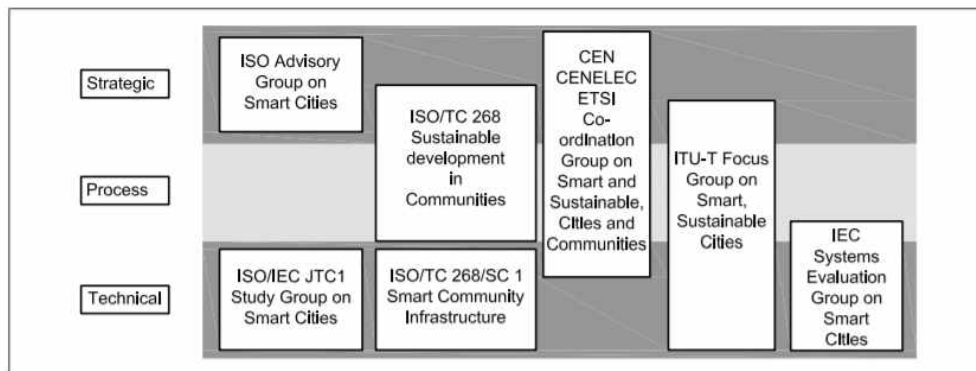 Strategic
Process
Technical
ISO Advisory
Group on
Smart Cities
ISO/IEC JTC1
Study Group on
Smart Cities
ISO/TC 268
Sustainable
development
in
Communities
ISO/TC 268/SC 1
Smart Community
Infrastructure
CEN
CENELEC
ETSI
Co-
ordination
Group on
Smart and
Sustainable,
Cities and
Communities
ITU-T Focus
Group on
Smart,
Sustainable
Cities
IEC
Systems
Evaluation
Group on
Smart
Cities